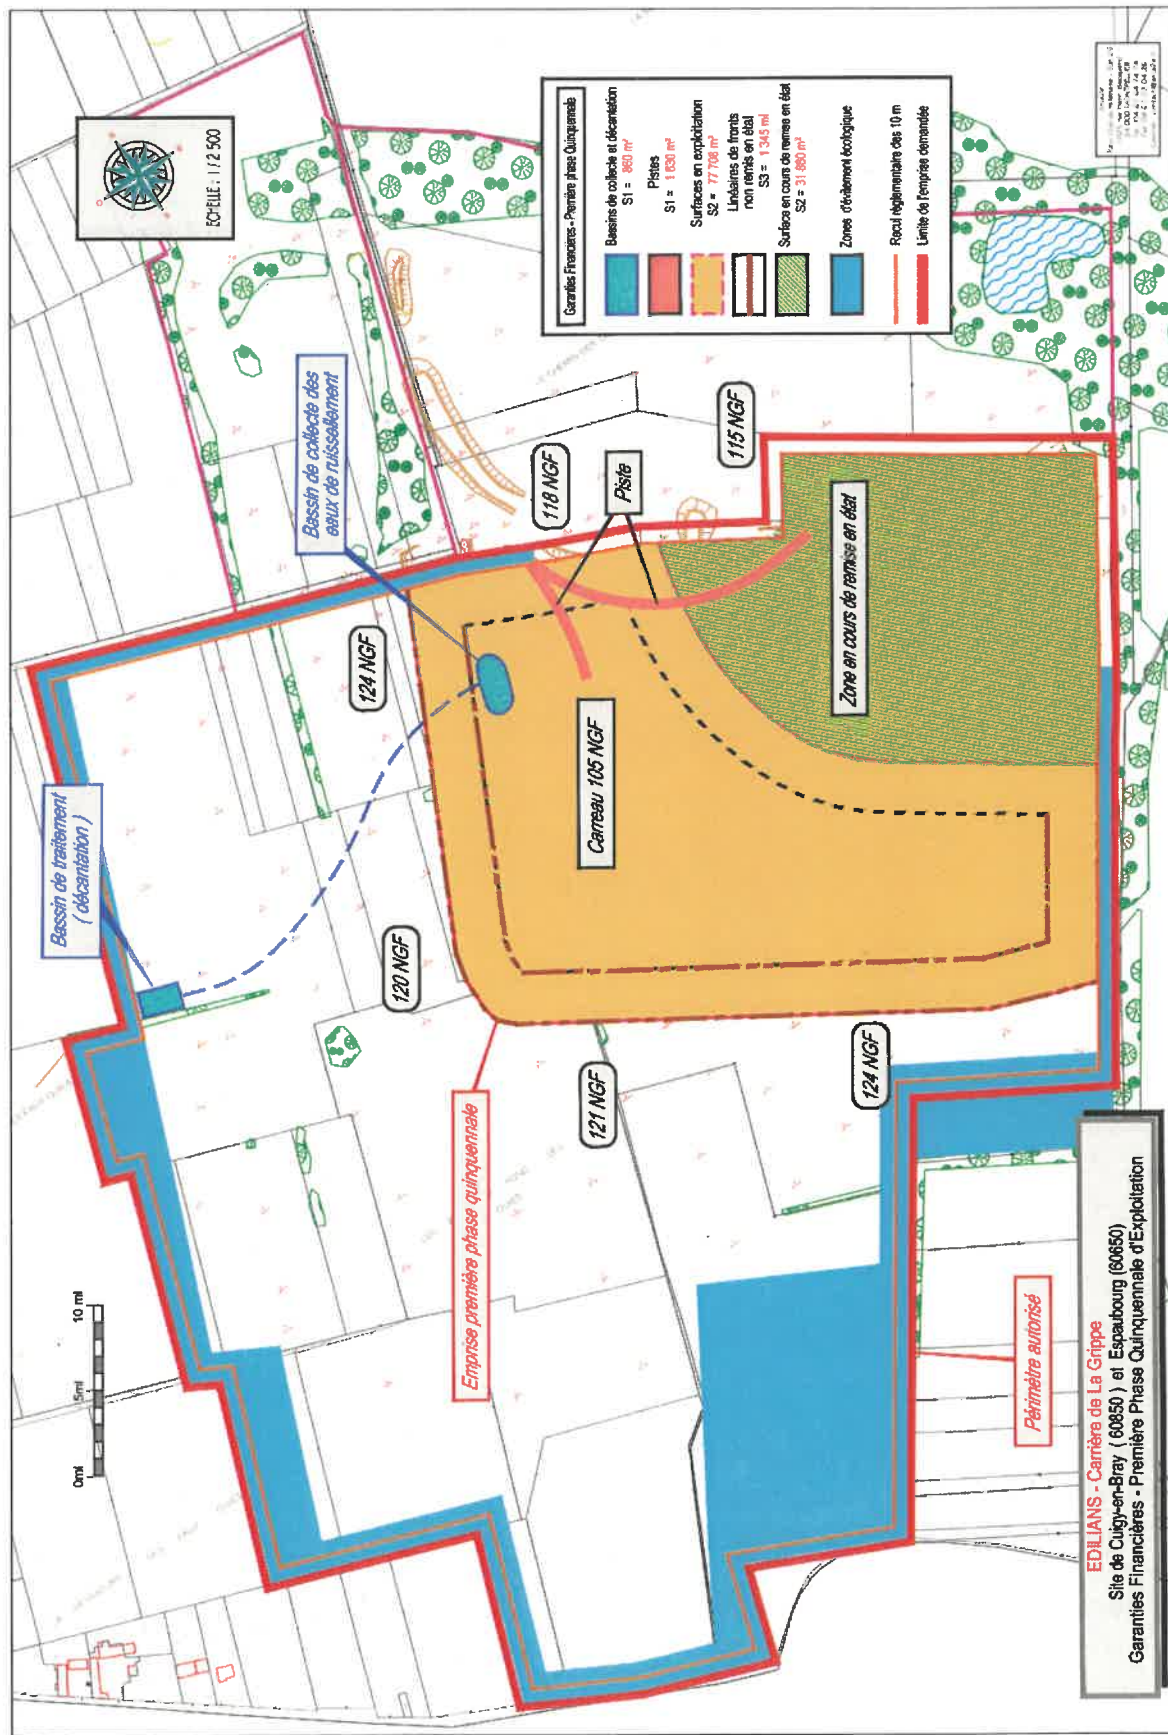 ECHELLE : 1 / 2 500
Garanties Financières - Première phase Quinquennale
Bassins de collecte et décantation
S1 = 860 m²
Pistes
S1 = 1 630 m²
Surfaces en exploitation
S2 = 77 708 m²
Linéaires de fronts
non remis en état
S3 = 1 345 ml
Surface en cours de remise en état
S2 = 31 880 m²
Zones d'évitement écologique
Recul réglementaire des 10 m
Limite de l'emprise demandée
Bassin de collecte des
eaux de ruissellement
Bassin de traitement
( décantation )
118 NGF
Piste
115 NGF
124 NGF
120 NGF
121 NGF
124 NGF
Carreau 105 NGF
Zone en cours de remise en état
Emprise première phase quinquennale
Périmètre autorisé
0ml
5ml
10 ml
EDILIANS - Carrière de La Grippe
Site de Cuigy-en-Bray ( 60850 ) et Espaubourg (60650)
Garanties Financières - Première Phase Quinquennale d'Exploitation